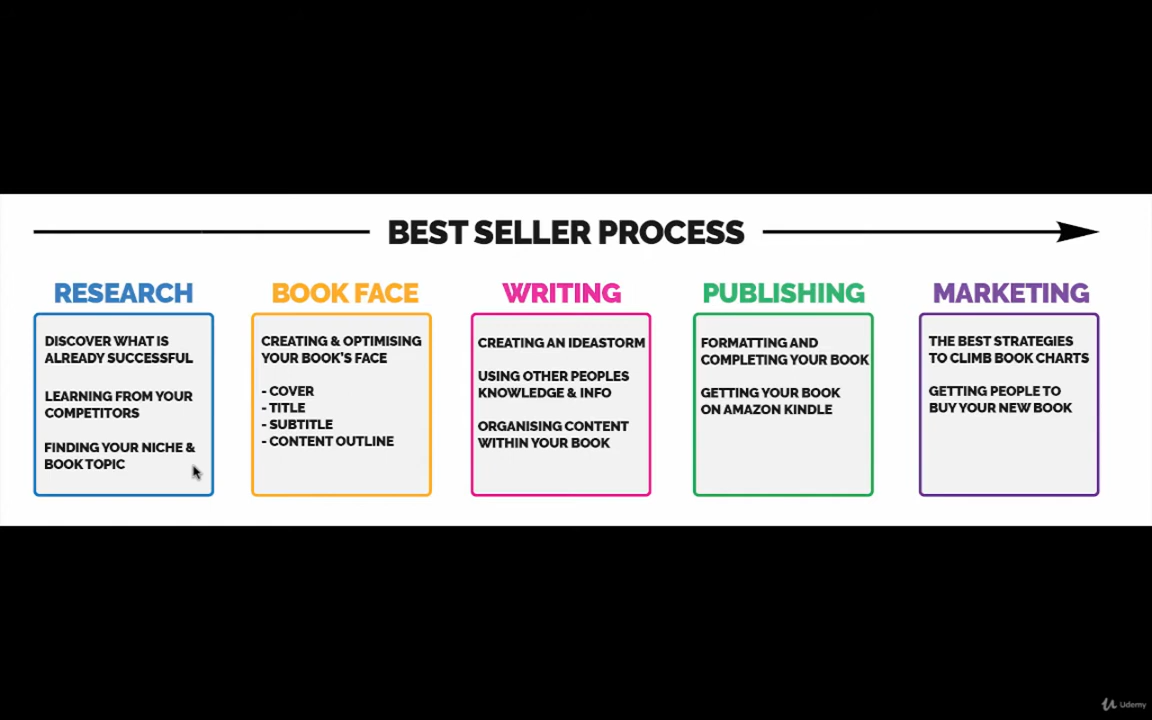 BEST SELLER PROCESS
RESEARCH
DISCOVER WHAT IS
ALREADY SUCCESSFUL
LEARNING FROM YOUR
COMPETITORS
FINDING YOUR NICHE &
BOOK TOPIC
BOOK FACE
CREATING & OPTIMISING
YOUR BOOK'S FACE
- COVER
- TITLE
- SUBTITLE
- CONTENT OUTLINE
WRITING
CREATING AN IDEASTORM
USING OTHER PEOPLES
KNOWLEDGE & INFO
ORGANISING CONTENT
WITHIN YOUR BOOK
PUBLISHING
FORMATTING AND
COMPLETING YOUR BOOK
GETTING YOUR BOOK
ON AMAZON KINDLE
MARKETING
THE BEST STRATEGIES
TO CLIMB BOOK CHARTS
GETTING PEOPLE TO
BUY YOUR NEW BOOK
Udemy